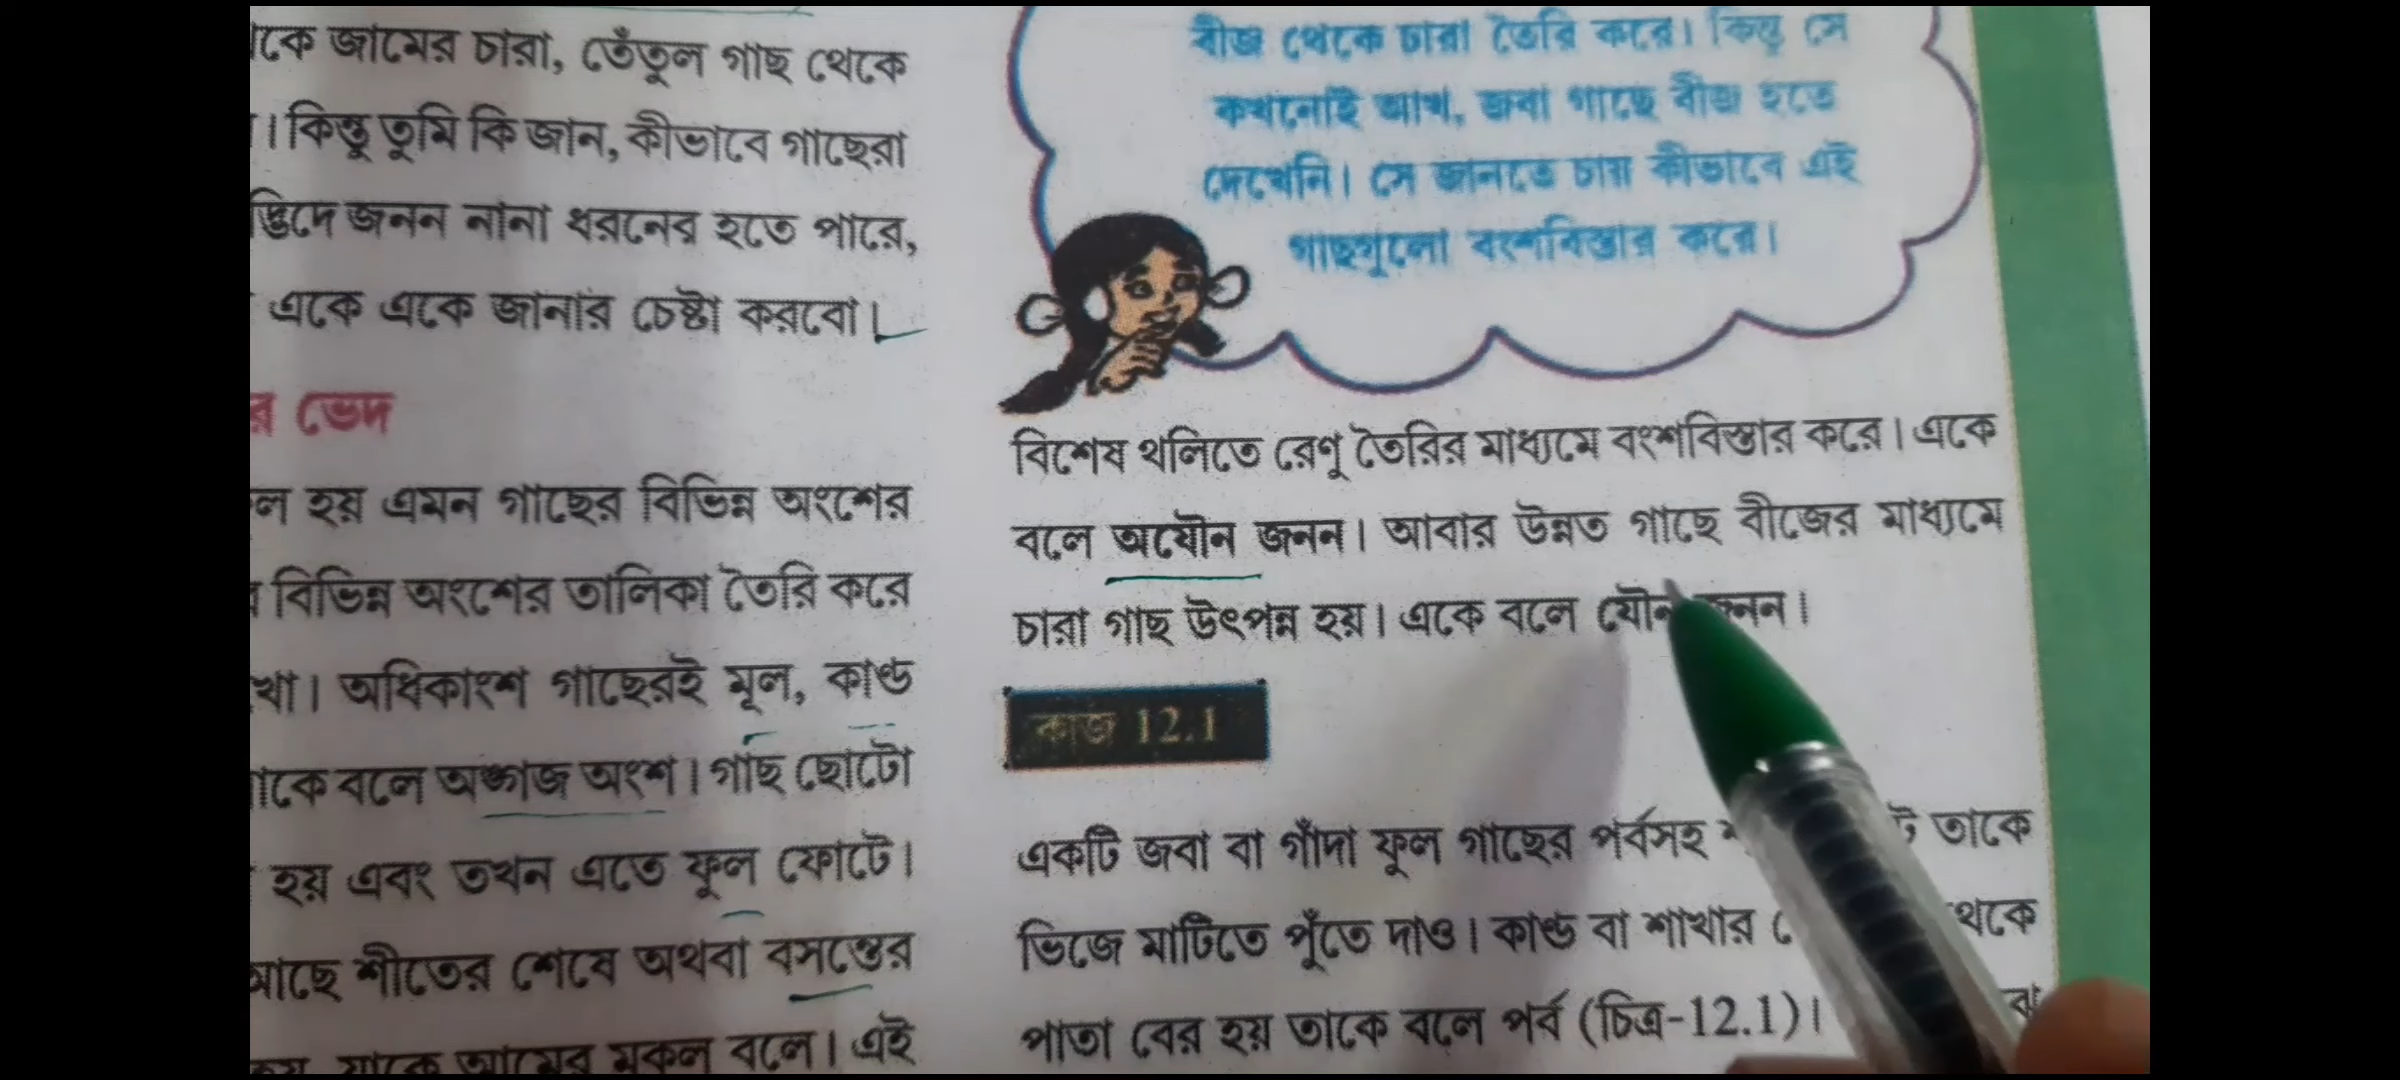 কে জামের চারা, তেঁতুল গাছ থেকে
। কিন্তু তুমি কি জান, কীভাবে গাছেরা
দ্ভিদে জনন নানা ধরনের হতে পারে,
একে একে জানার চেষ্টা করবো।
র ভেদ
ল হয় এমন গাছের বিভিন্ন অংশের
বিভিন্ন অংশের তালিকা তৈরি করে
খা। অধিকাংশ গাছেরই মূল, কাণ্ড
াকে বলে অঙ্গজ অংশ। গাছ ছোটো
হয় এবং তখন এতে ফুল ফোটে।
আছে শীতের শেষে অথবা বসন্তের
যাকে আমের মুকুল বলে। এই
বীজ থেকে চারা তৈরি করে। কিন্তু সে
কখনোই আখ, জবা গাছে বীজ হতে
দেখেনি। সে জানতে চায় কীভাবে এই
গাছগুলো বংশবিস্তার করে।
বিশেষ থলিতে রেণু তৈরির মাধ্যমে বংশবিস্তার করে। একে
বলে অযৌন জনন। আবার উন্নত গাছে বীজের মাধ্যমে
চারা গাছ উৎপন্ন হয়। একে বলে যৌন জনন।
কাজ 12.1
একটি জবা বা গাঁদা ফুল গাছের পর্বসহ তাকে
ভিজে মাটিতে পুঁতে দাও। কাণ্ড বা শাখার থেকে
পাতা বের হয় তাকে বলে পর্ব (চিত্র-12.1)।